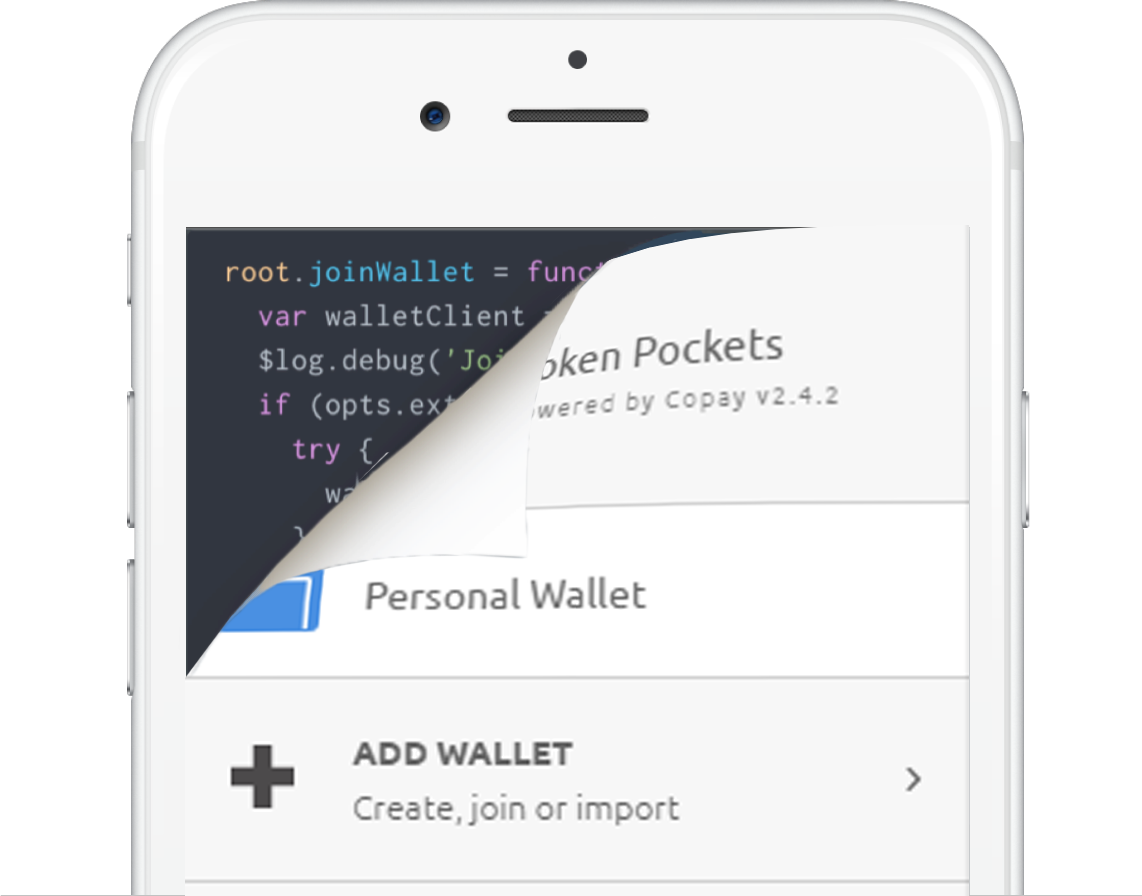 root.joinWallet = func
var walletClient =
$log.debug('Joi
if (opts.ext
try {
wa
}
oken Pockets
owered by Copay v2.4.2
Personal Wallet
ADD WALLET
Create, join or import